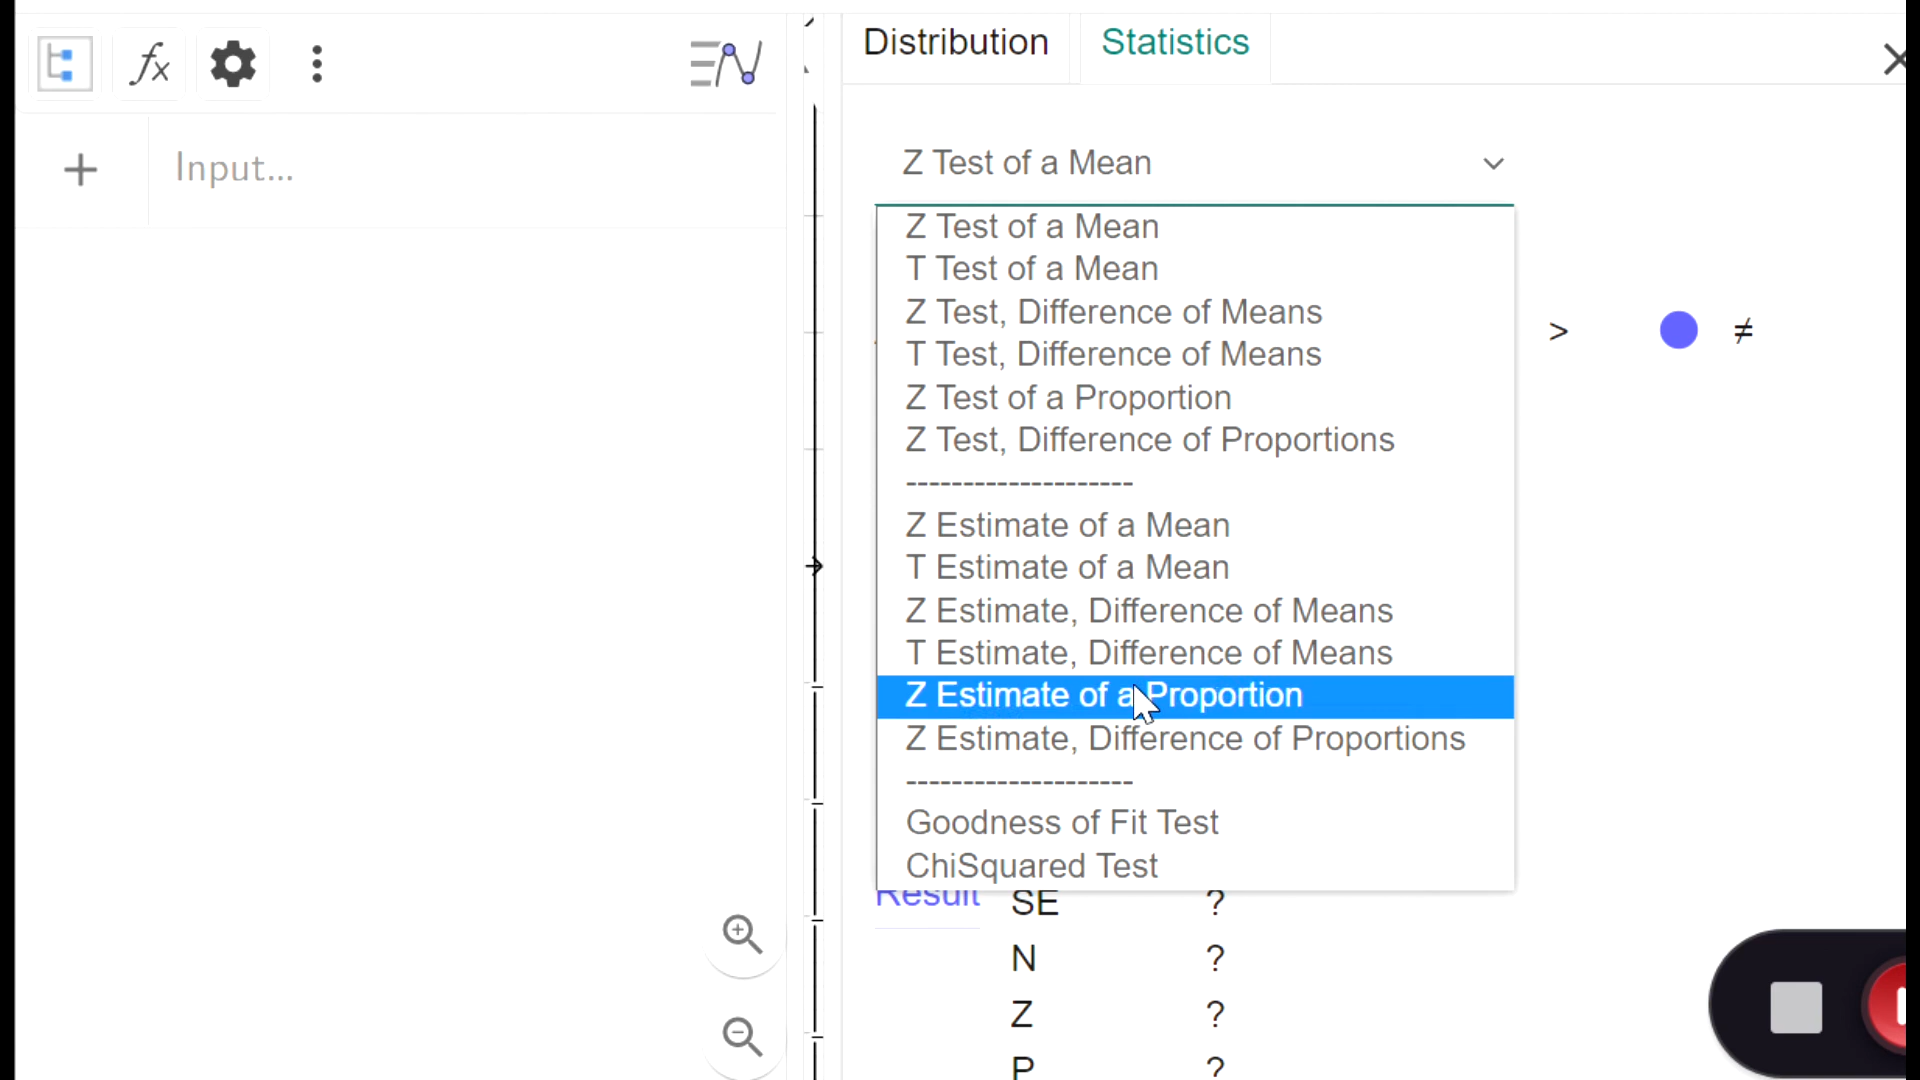 fx
Input...
Distribution
Statistics
Z Test of a Mean
Z Test of a Mean
T Test of a Mean
Z Test, Difference of Means
T Test, Difference of Means
Z Test of a Proportion
Z Test, Difference of Proportions
--------------------
Z Estimate of a Mean
T Estimate of a Mean
Z Estimate, Difference of Means
T Estimate, Difference of Means
Z Estimate of a Proportion
Z Estimate, Difference of Proportions
--------------------
Goodness of Fit Test
ChiSquared Test
> ≠
Result
SE ?
N ?
Z ?
P ?